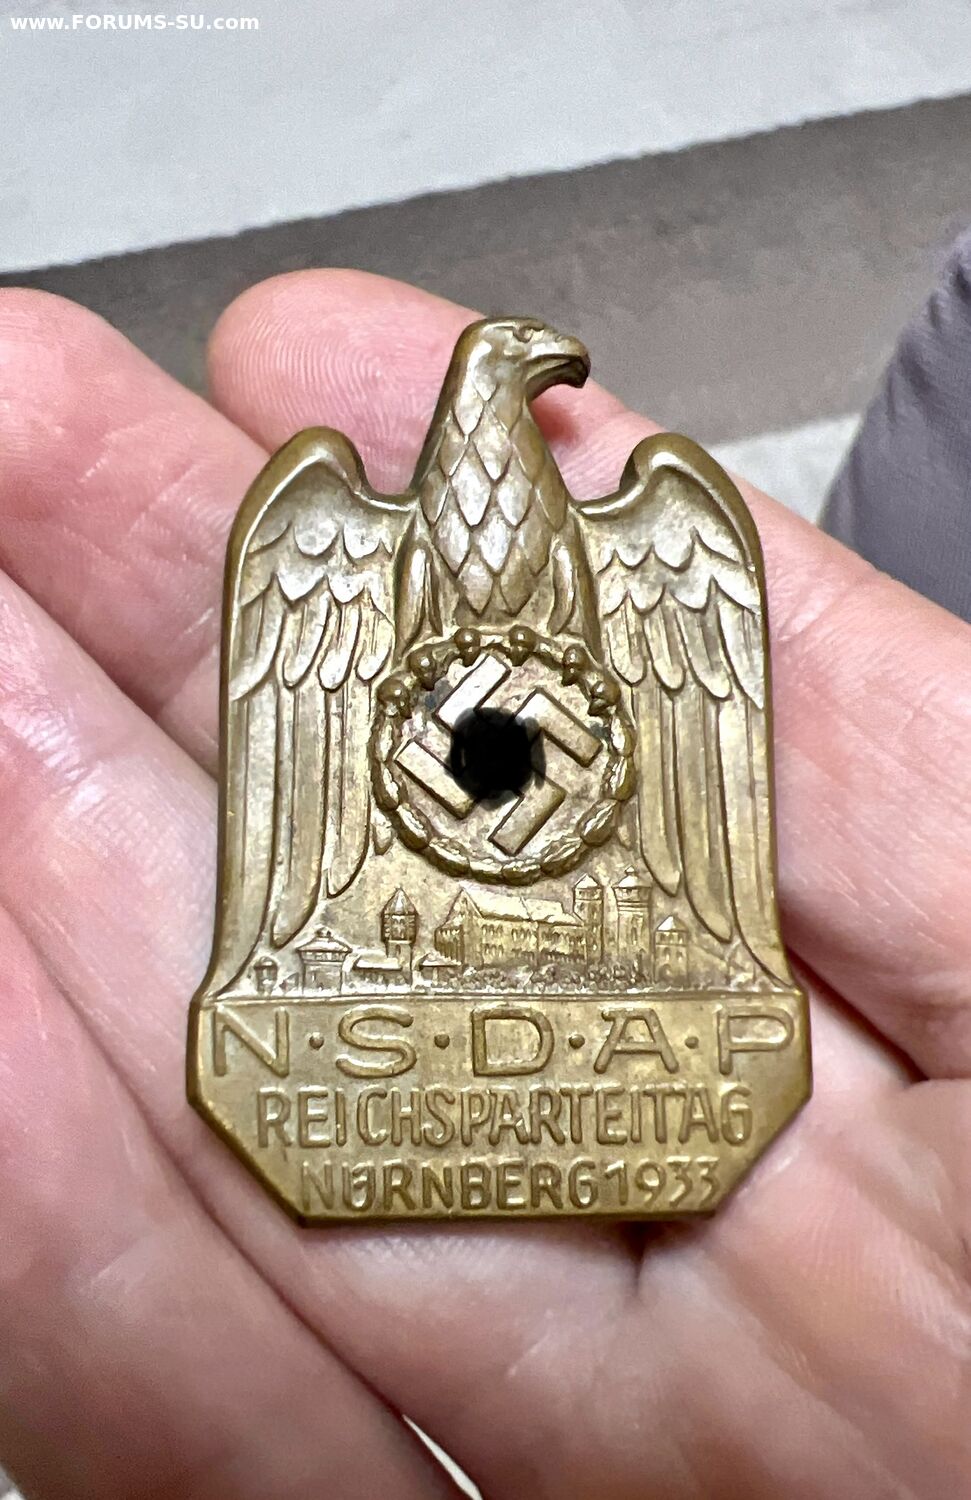 www.FORUMS-SU.com
N·S·D·A·P
REICHSPARTEITAG
NÜRNBERG 1933